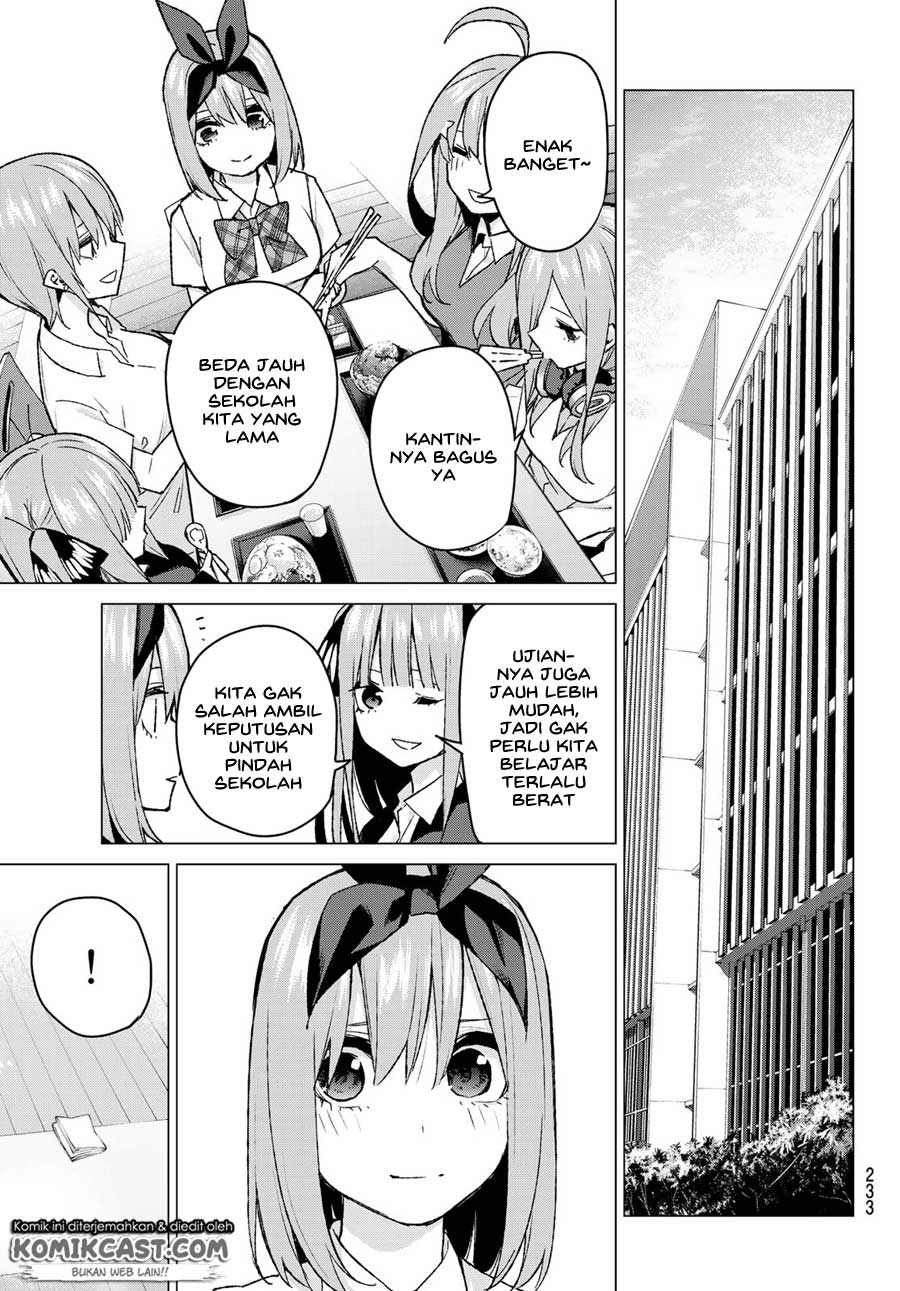 ENAK
BANGET~
KANTIN-
NYA BAGUS
YA
BEDA JAUH
DENGAN
SEKOLAH
KITA YANG
LAMA
UJIAN-
NYA JUGA
JAUH LEBIH
MUDAH,
JADI GAK
PERLU KITA
BELAJAR
TERLALU
BERAT
KITA GAK
SALAH AMBIL
KEPUTUSAN
UNTUK
PINDAH
SEKOLAH
!
233
Komik ini diterjemahkan & diedit oleh
KOMIKCAST.COM
BUKAN WEB LAIN!!